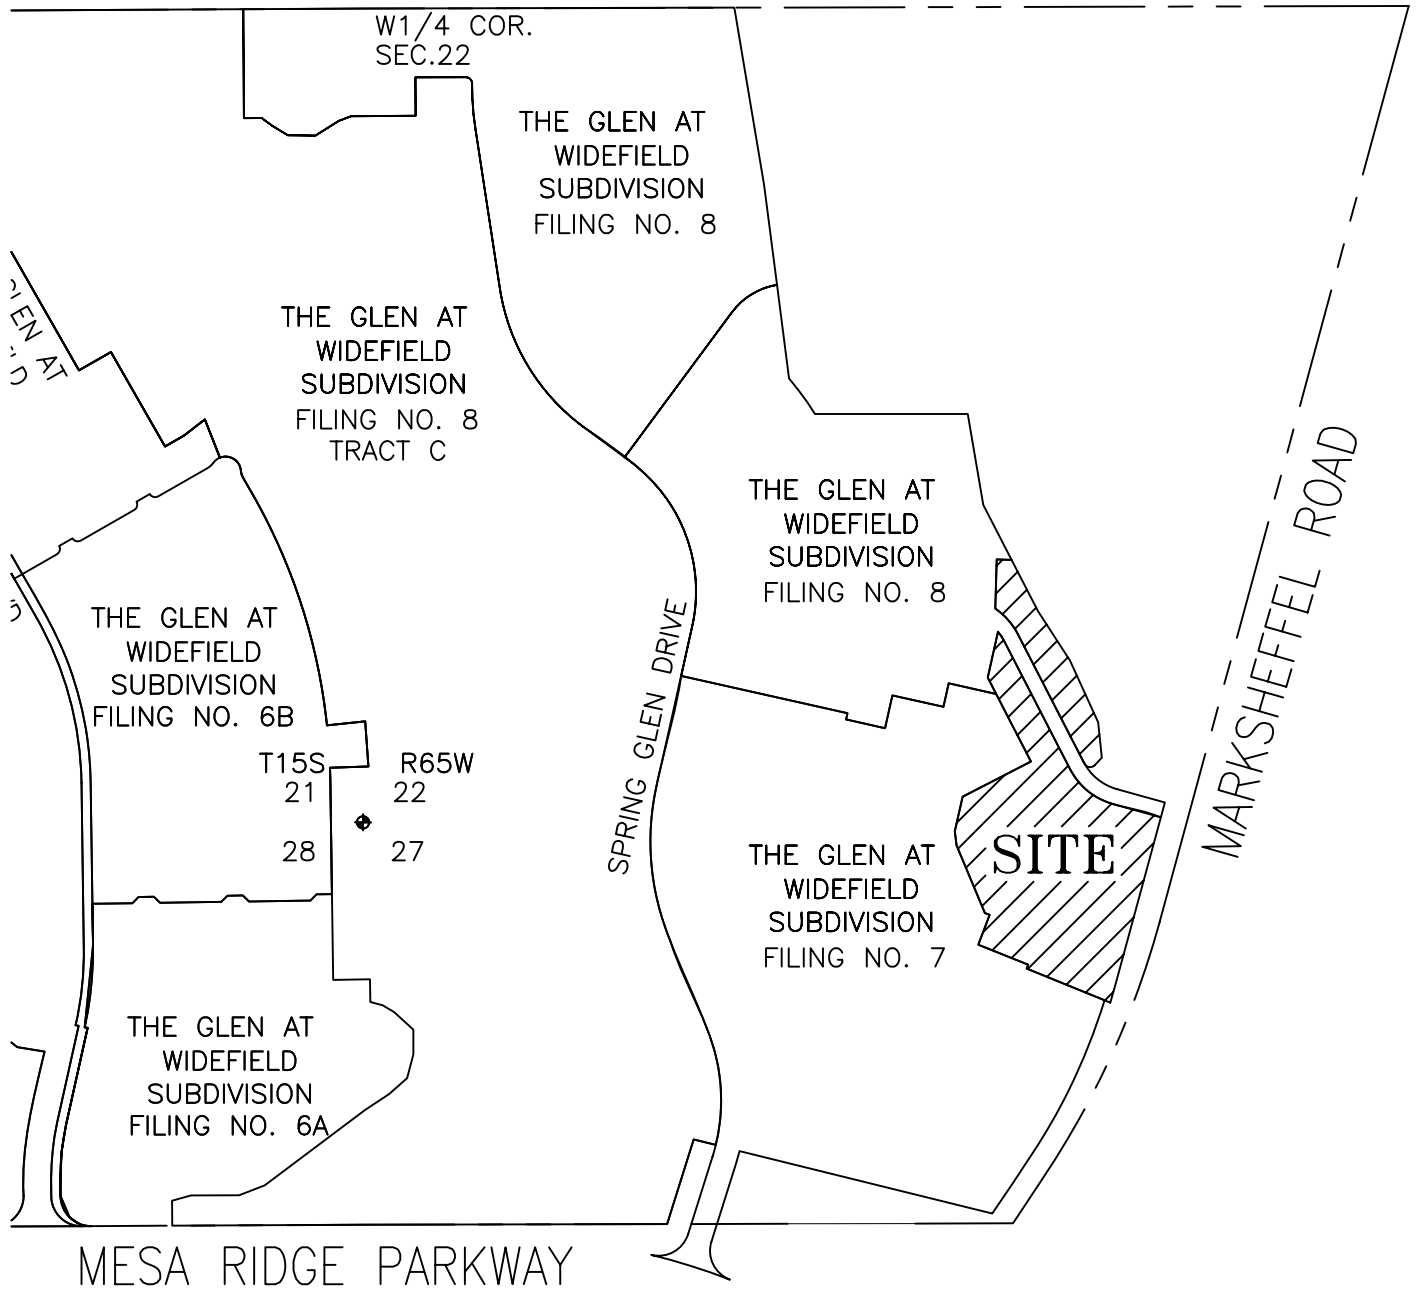 W1/4 COR.
SEC.22
THE GLEN AT
WIDEFIELD
SUBDIVISION
FILING NO. 8
THE GLEN AT
WIDEFIELD
SUBDIVISION
FILING NO. 8
TRACT C
GLEN AT
THE GLEN AT
WIDEFIELD
SUBDIVISION
FILING NO. 8
THE GLEN AT
WIDEFIELD
SUBDIVISION
FILING NO. 6B
T15S R65W
21 22
28 27
SPRING GLEN DRIVE
MARKSHEFFEL ROAD
SITE
THE GLEN AT
WIDEFIELD
SUBDIVISION
FILING NO. 7
THE GLEN AT
WIDEFIELD
SUBDIVISION
FILING NO. 6A
MESA RIDGE PARKWAY